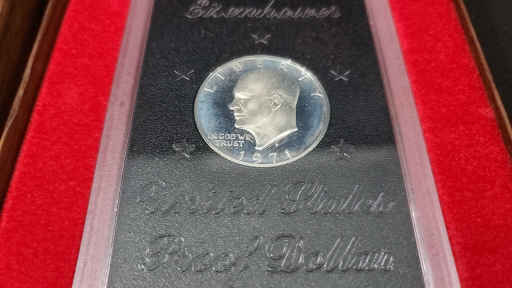 Eisenhower
LIBERTY
IN GOD WE
TRUST
1971
United States
Proof Dollar